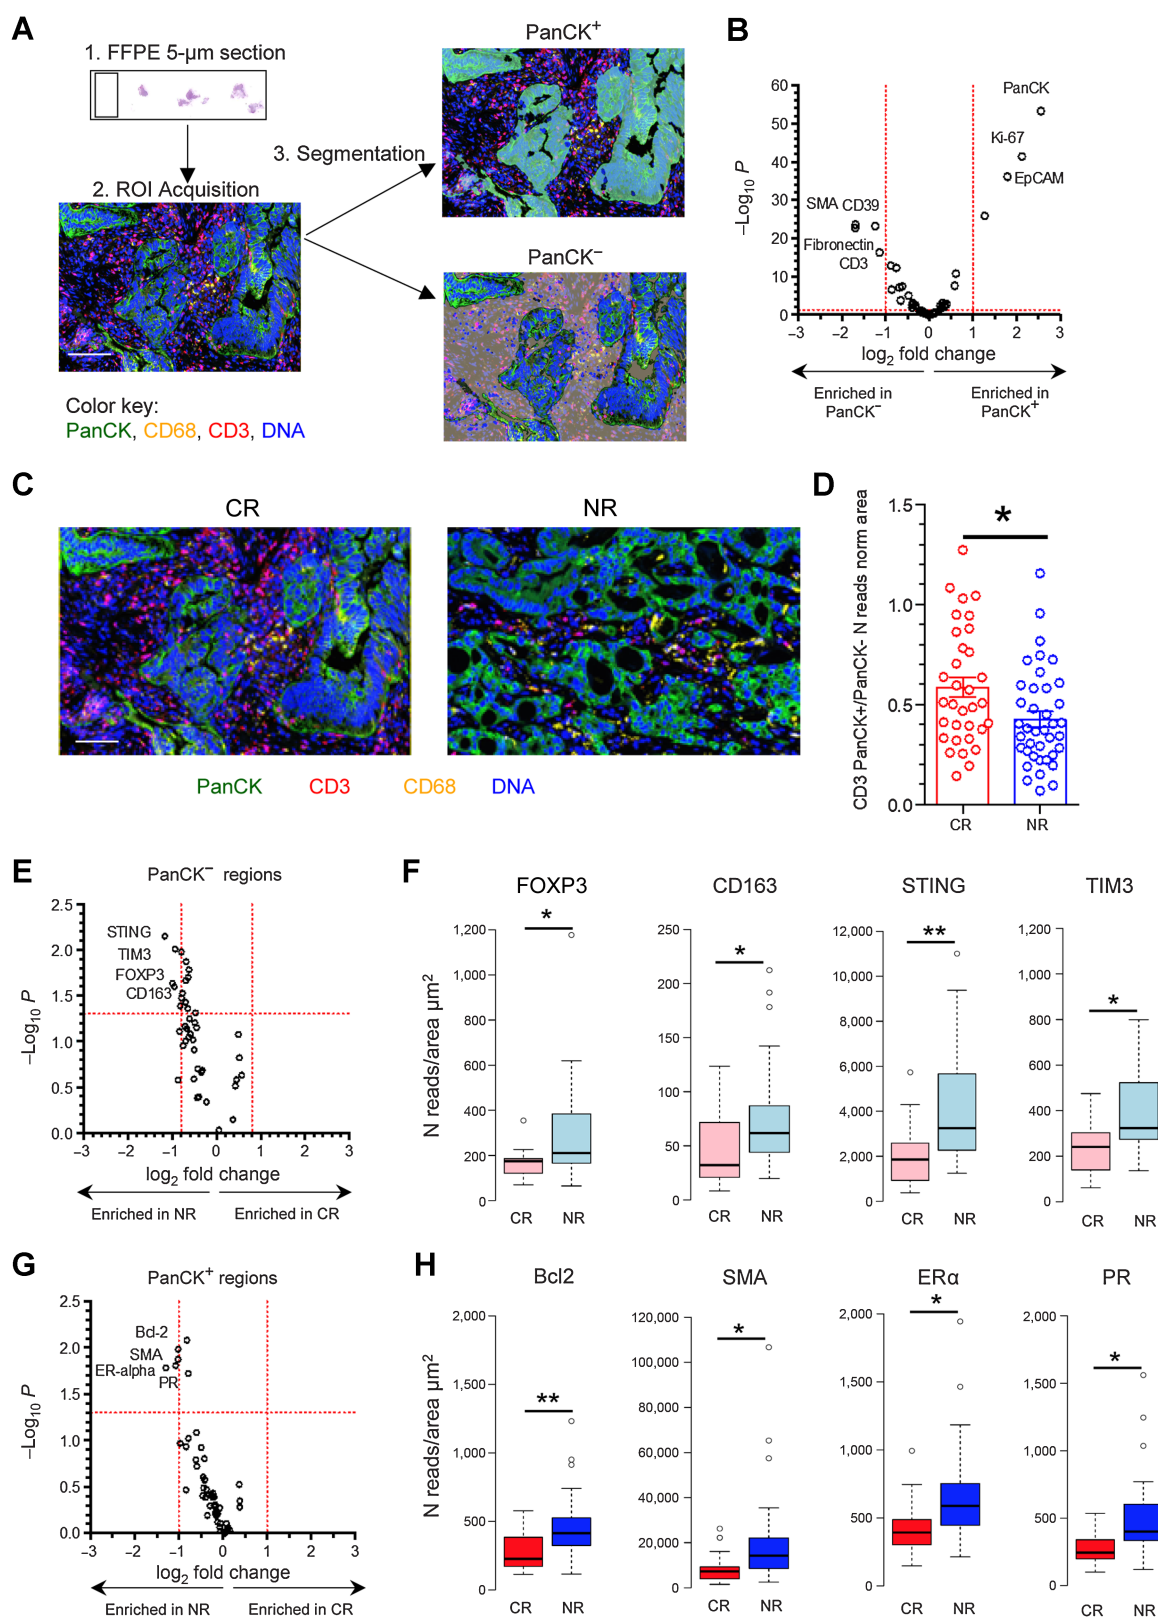 A
1. FFPE 5-μm section
2. ROI Acquisition
3. Segmentation
PanCK+
PanCK−
Color key:
PanCK, CD68, CD3, DNA
B
−Log10 P
60
50
40
30
20
10
0
PanCK
Ki-67
EpCAM
SMA CD39
Fibronectin
CD3
−3 −2 −1 0 1 2 3
log2 fold change
Enriched in PanCK−
Enriched in PanCK+
C
CR
NR
PanCK CD3 CD68 DNA
D
CD3 PanCK+/PanCK- N reads norm area
1.5
1.0
0.5
0.0
*
CR NR
E
PanCK− regions
−Log10 P
2.5
2.0
1.5
1.0
0.5
0.0
STING
TIM3
FOXP3
CD163
−3 −2 −1 0 1 2 3
log2 fold change
Enriched in NR
Enriched in CR
F
N reads/area μm2
FOXP3
*
1,200
1,000
800
600
400
200
0
CR NR
CD163
*
250
200
150
100
50
0
CR NR
STING
**
12,000
10,000
8,000
6,000
4,000
2,000
0
CR NR
TIM3
*
1,200
1,000
800
600
400
200
0
CR NR
G
PanCK+ regions
−Log10 P
2.5
2.0
1.5
1.0
0.5
0.0
Bcl-2
SMA
ER-alpha
PR
−3 −2 −1 0 1 2 3
log2 fold change
Enriched in NR
Enriched in CR
H
N reads/area μm2
Bcl2
**
2,000
1,500
1,000
500
0
CR NR
SMA
*
120,000
100,000
80,000
60,000
40,000
20,000
0
CR NR
ERα
*
2,000
1,500
1,000
500
0
CR NR
PR
*
2,000
1,500
1,000
500
0
CR NR